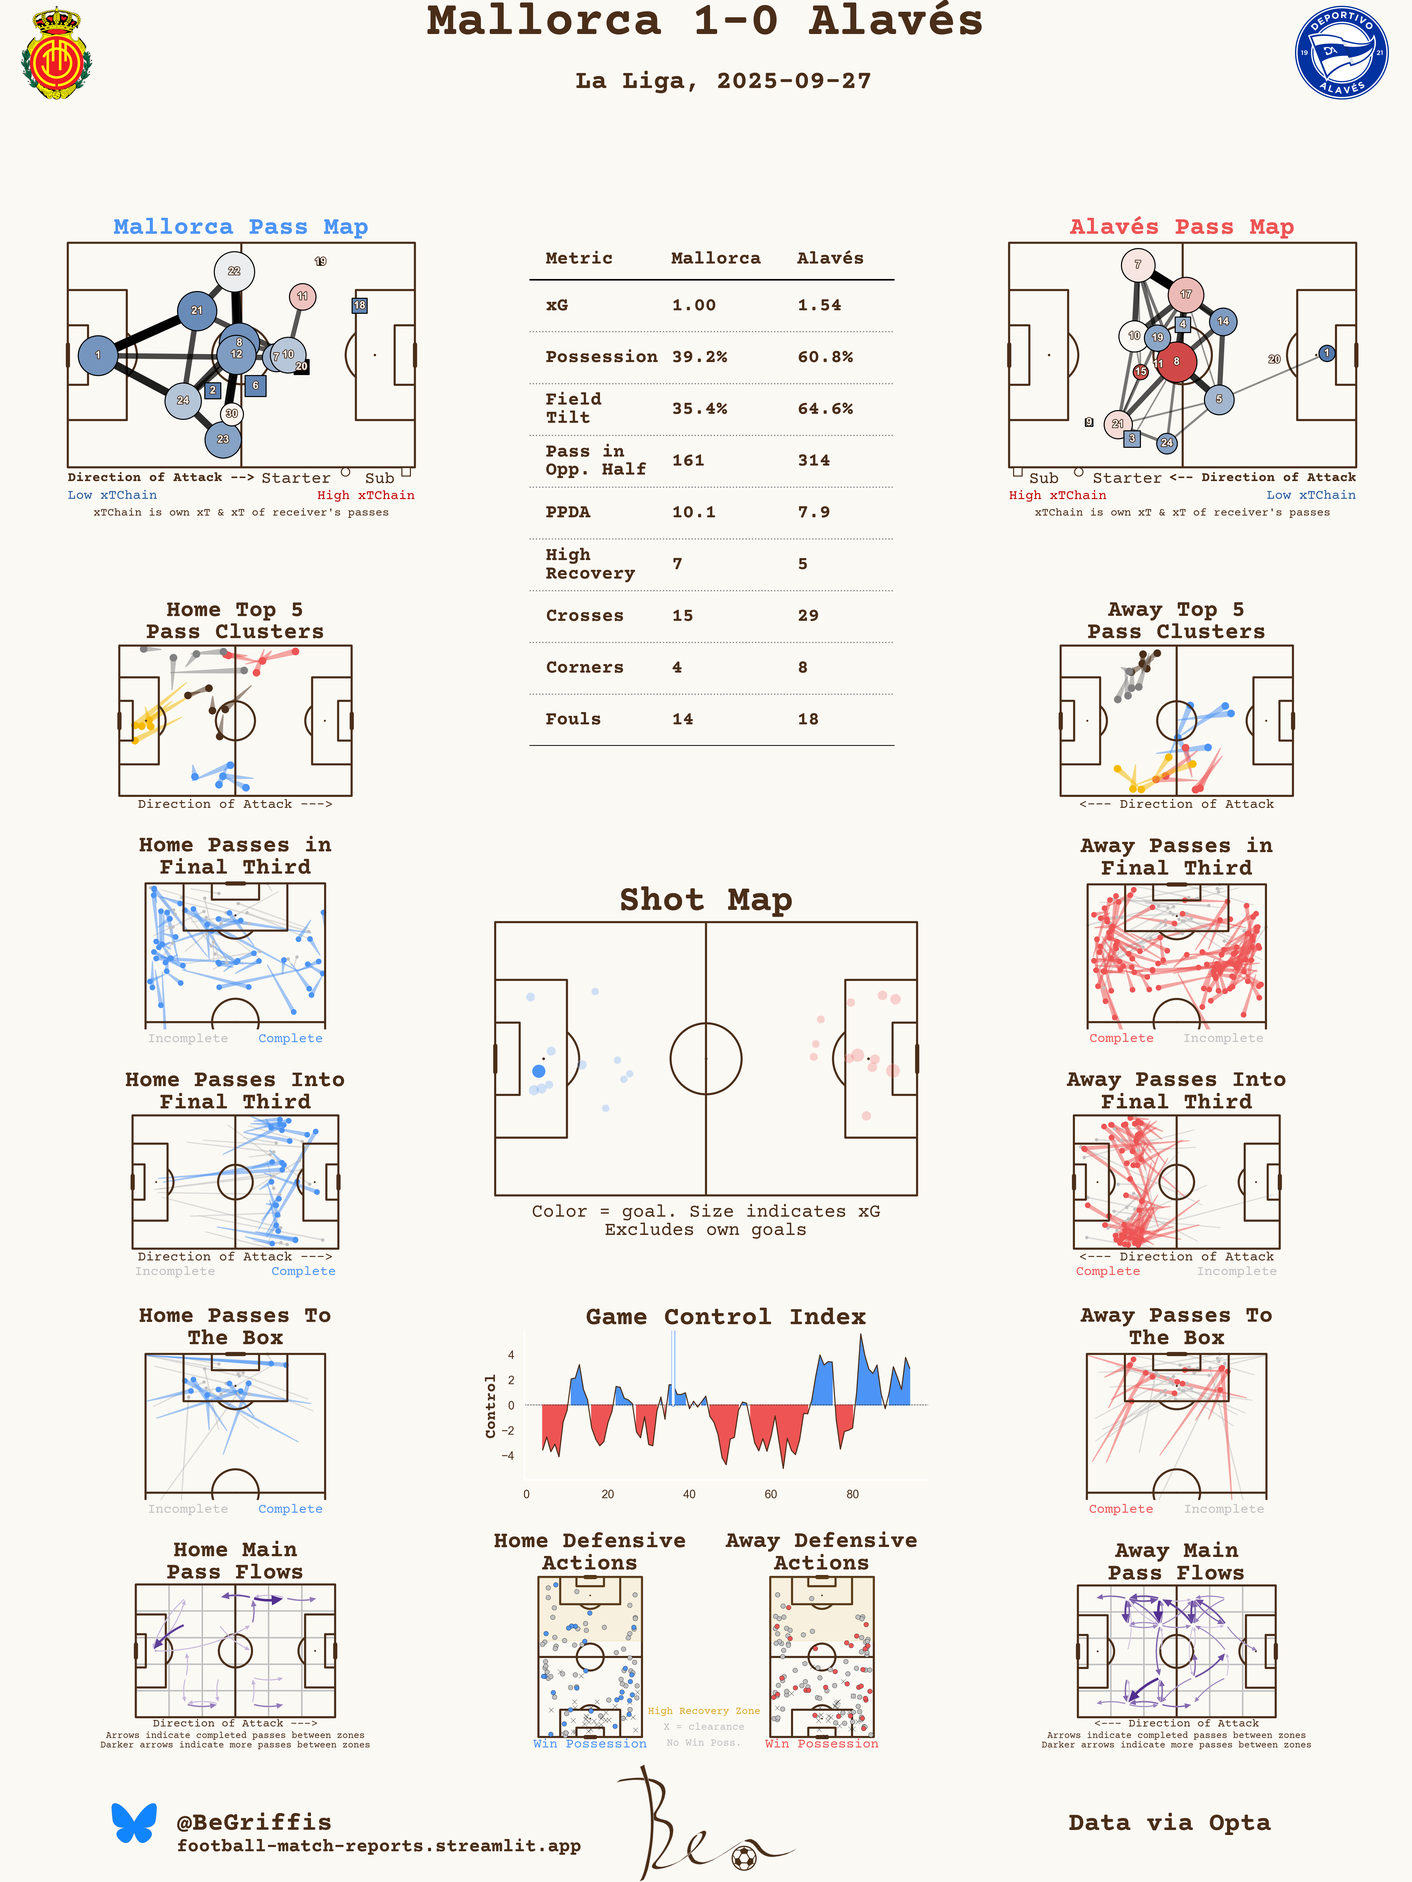 Mallorca 1-0 Alavés
La Liga, 2025-09-27
DEPORTIVO
19 21
ALAVÉS
Mallorca Pass Map
22
19
11
18
21
8
1
12
7 10
20
2
6
24
30
23
Direction of Attack --> Starter Sub
Low xTChain High xTChain
xTChain is own xT & xT of receiver's passes
Metric Mallorca Alavés
xG 1.00 1.54
Possession 39.2% 60.8%
Field
Tilt 35.4% 64.6%
Pass in
Opp. Half 161 314
PPDA 10.1 7.9
High
Recovery 7 5
Crosses 15 29
Corners 4 8
Fouls 14 18
Alavés Pass Map
7
17
14
4
10
19
1
8
11
20
15
5
9
21
3
24
Sub Starter <-- Direction of Attack
High xTChain Low xTChain
xTChain is own xT & xT of receiver's passes
Home Top 5
Pass Clusters
Direction of Attack --->
Away Top 5
Pass Clusters
<--- Direction of Attack
Home Passes in
Final Third
Incomplete Complete
Away Passes in
Final Third
Complete Incomplete
Shot Map
Color = goal. Size indicates xG
Excludes own goals
Home Passes Into
Final Third
Direction of Attack --->
Incomplete Complete
Away Passes Into
Final Third
<--- Direction of Attack
Complete Incomplete
Home Passes To
The Box
Incomplete Complete
Game Control Index
Control
4
2
0
−2
−4
0 20 40 60 80
Away Passes To
The Box
Complete Incomplete
Home Main
Pass Flows
Direction of Attack --->
Arrows indicate completed passes between zones
Darker arrows indicate more passes between zones
Home Defensive
Actions
Win Possession
High Recovery Zone
X = clearance
No Win Poss.
Away Defensive
Actions
Win Possession
Away Main
Pass Flows
<--- Direction of Attack
Arrows indicate completed passes between zones
Darker arrows indicate more passes between zones
@BeGriffis
football-match-reports.streamlit.app
Ben
Data via Opta